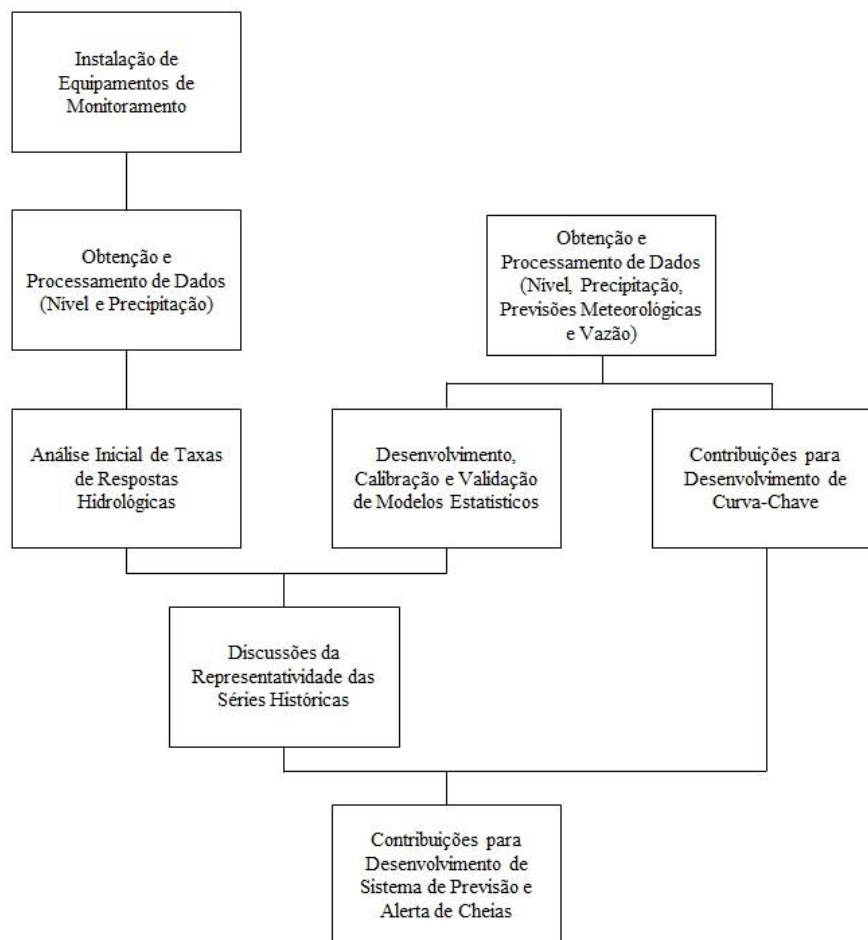 Instalação de
Equipamentos de
Monitoramento
Obtenção e
Processamento de Dados
(Nível e Precipitação)
Obtenção e
Processamento de Dados
(Nível, Precipitação,
Previsões Meteorológicas
e Vazão)
Análise Inicial de Taxas
de Respostas
Hidrológicas
Desenvolvimento,
Calibração e Validação
de Modelos Estatísticos
Contribuições para
Desenvolvimento de
Curva-Chave
Discussões da
Representatividade das
Séries Históricas
Contribuições para
Desenvolvimento de
Sistema de Previsão e
Alerta de Cheias